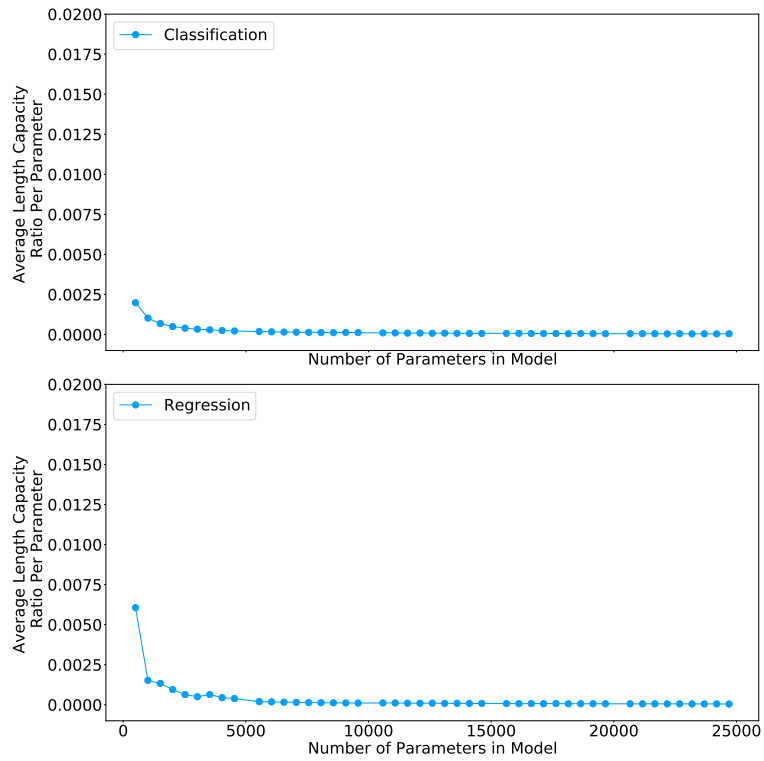 0.0200
Classification
0.0175
0.0150
0.0125
0.0100
0.0075
0.0050
0.0025
0.0000
Average Length Capacity
Ratio Per Parameter
Number of Parameters in Model
0.0200
Regression
0.0175
0.0150
0.0125
0.0100
0.0075
0.0050
0.0025
0.0000
Average Length Capacity
Ratio Per Parameter
0 5000 10000 15000 20000 25000
Number of Parameters in Model